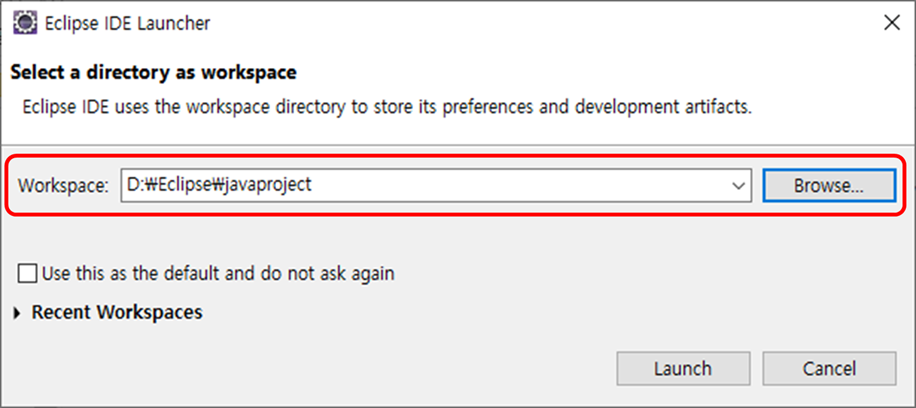 Eclipse IDE Launcher
Select a directory as workspace
Eclipse IDE uses the workspace directory to store its preferences and development artifacts.
Workspace: D:₩Eclipse₩javaproject Browse...
Use this as the default and do not ask again
Recent Workspaces
Launch Cancel